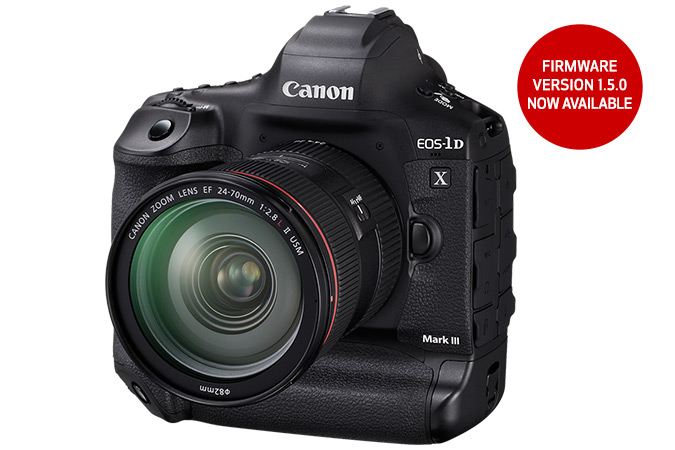 FIRMWARE
VERSION 1.5.0
NOW AVAILABLE
Canon
MODE
EOS-1D
X
CANON ZOOM LENS EF 24-70mm 1:2.8 L II USM
Mark III
Φ82mm